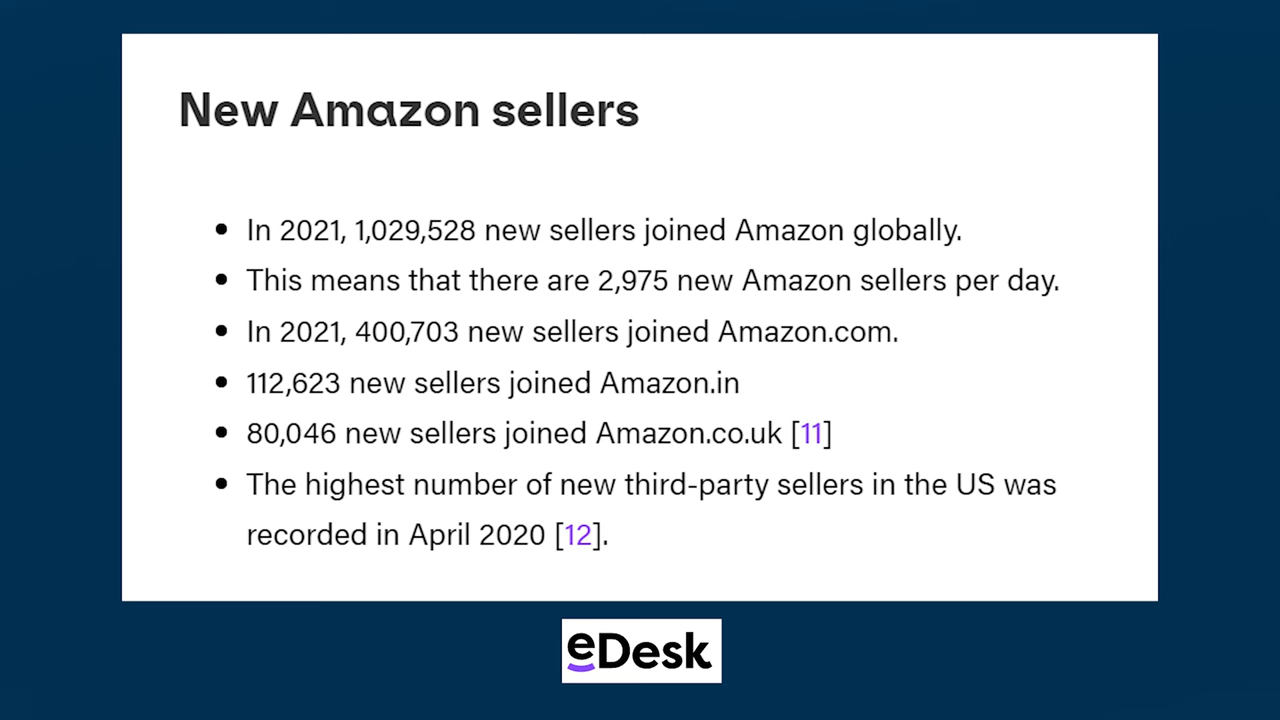 New Amazon sellers
• In 2021, 1,029,528 new sellers joined Amazon globally.
• This means that there are 2,975 new Amazon sellers per day.
• In 2021, 400,703 new sellers joined Amazon.com.
• 112,623 new sellers joined Amazon.in
• 80,046 new sellers joined Amazon.co.uk [11]
• The highest number of new third-party sellers in the US was
recorded in April 2020 [12].
eDesk